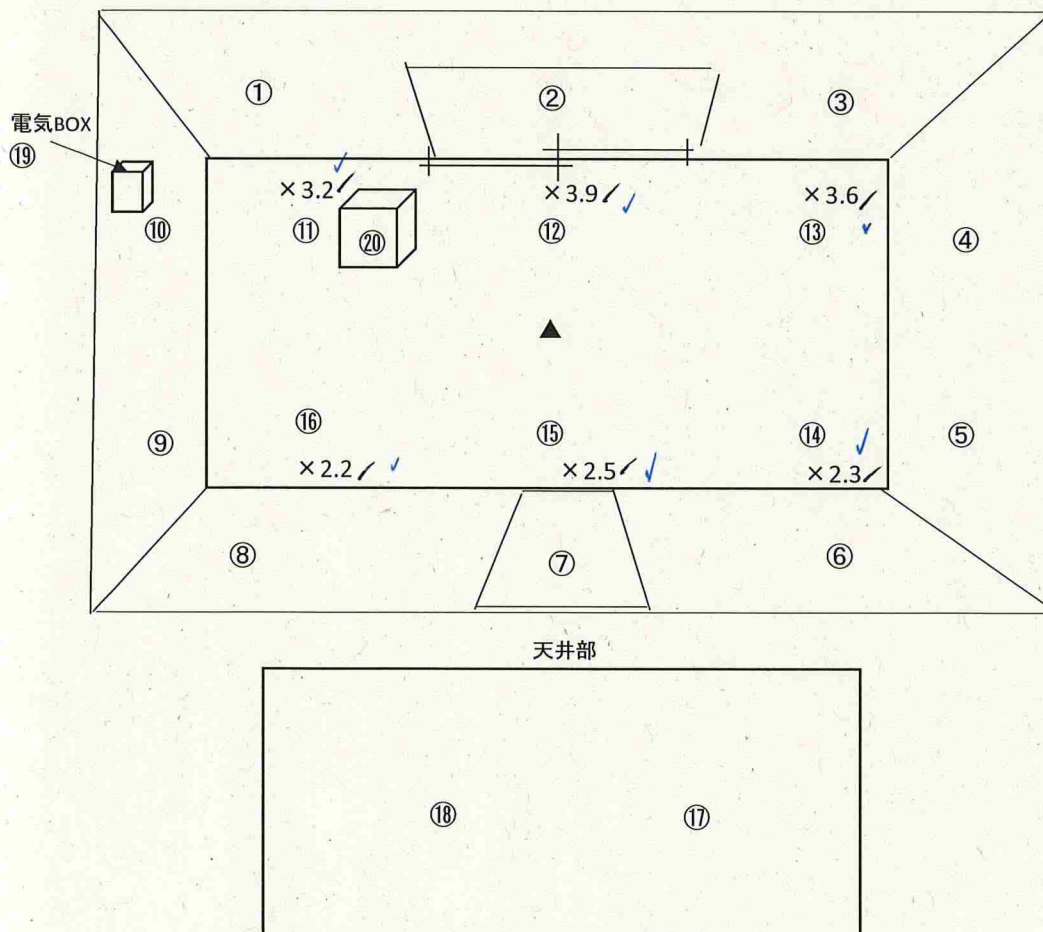 ① ② ③
電気BOX
⑲
×3.2 ×3.9 ×3.6
⑩ ⑪ ⑳ ⑫ ⑬ ④
▲
⑯ ⑮ ⑭ ⑤
⑨
×2.2 ×2.5 ×2.3
⑧ ⑦ ⑥
天井部
⑱ ⑰